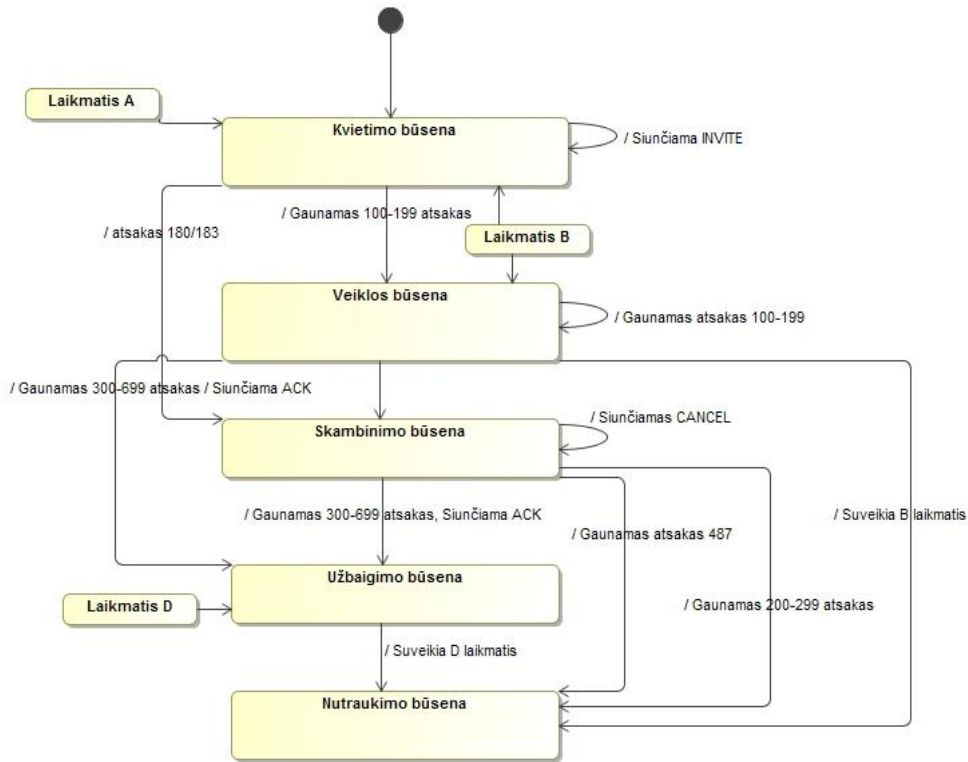 Laikmatis A
Kvietimo būsena
/ Siunčiama INVITE
/ Gaunamas 100-199 atsakas
/ atsakas 180/183
Laikmatis B
Veiklos būsena
/ Gaunamas atsakas 100-199
/ Gaunamas 300-699 atsakas / Siunčiama ACK
Skambinimo būsena
/ Siunčiamas CANCEL
/ Gaunamas 300-699 atsakas, Siunčiama ACK
/ Suveikia B laikmatis
/ Gaunamas atsakas 487
Užbaigimo būsena
Laikmatis D
/ Gaunamas 200-299 atsakas
/ Suveikia D laikmatis
Nutraukimo būsena